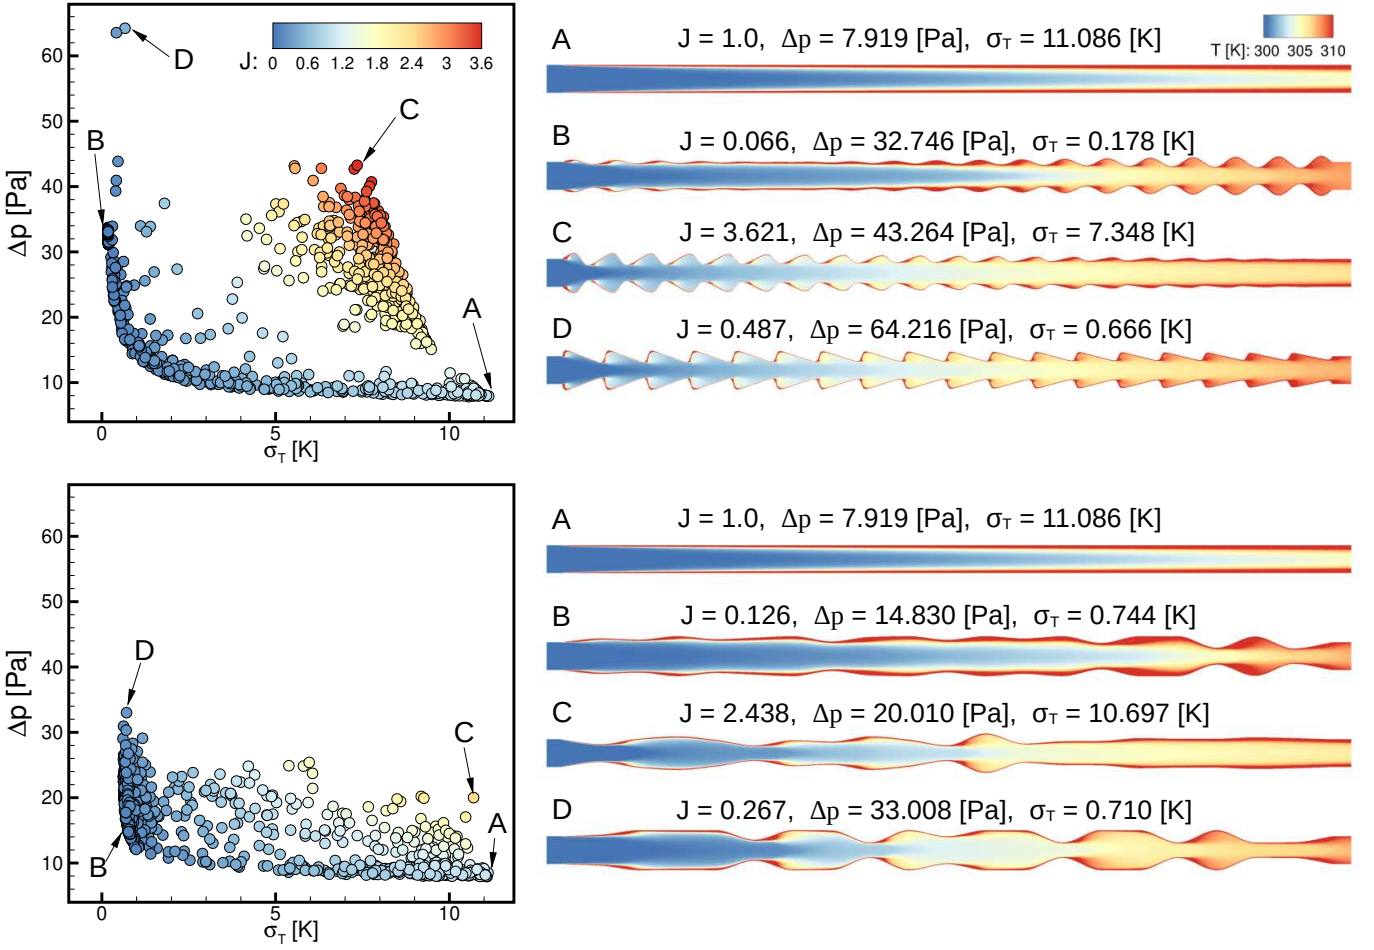 60
50
40
30
20
10
Δp [Pa]
0
5
10
σT [K]
J:
0 0.6 1.2 1.8 2.4 3 3.6
D
B
C
A
A J = 1.0, Δp = 7.919 [Pa], σT = 11.086 [K]
T [K]: 300 305 310
B J = 0.066, Δp = 32.746 [Pa], σT = 0.178 [K]
C J = 3.621, Δp = 43.264 [Pa], σT = 7.348 [K]
D J = 0.487, Δp = 64.216 [Pa], σT = 0.666 [K]
60
50
40
30
20
10
Δp [Pa]
0
5
10
σT [K]
D
C
A
B
A J = 1.0, Δp = 7.919 [Pa], σT = 11.086 [K]
B J = 0.126, Δp = 14.830 [Pa], σT = 0.744 [K]
C J = 2.438, Δp = 20.010 [Pa], σT = 10.697 [K]
D J = 0.267, Δp = 33.008 [Pa], σT = 0.710 [K]